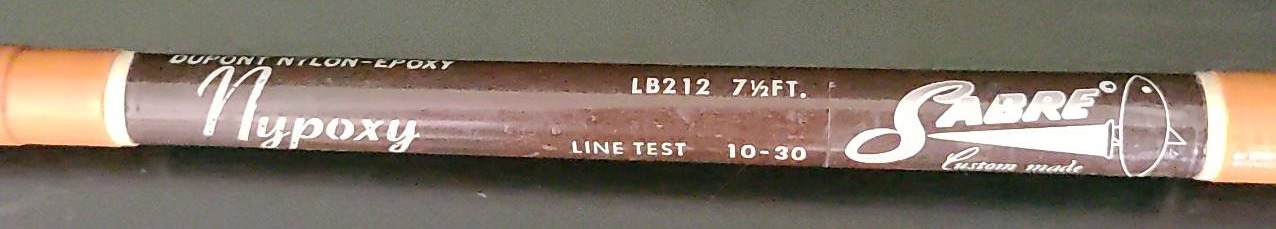 DUPONT NYLON-EPOXY
Nypoxy
LB212 7½FT.
LINE TEST 10-30
SABRE©
Custom made